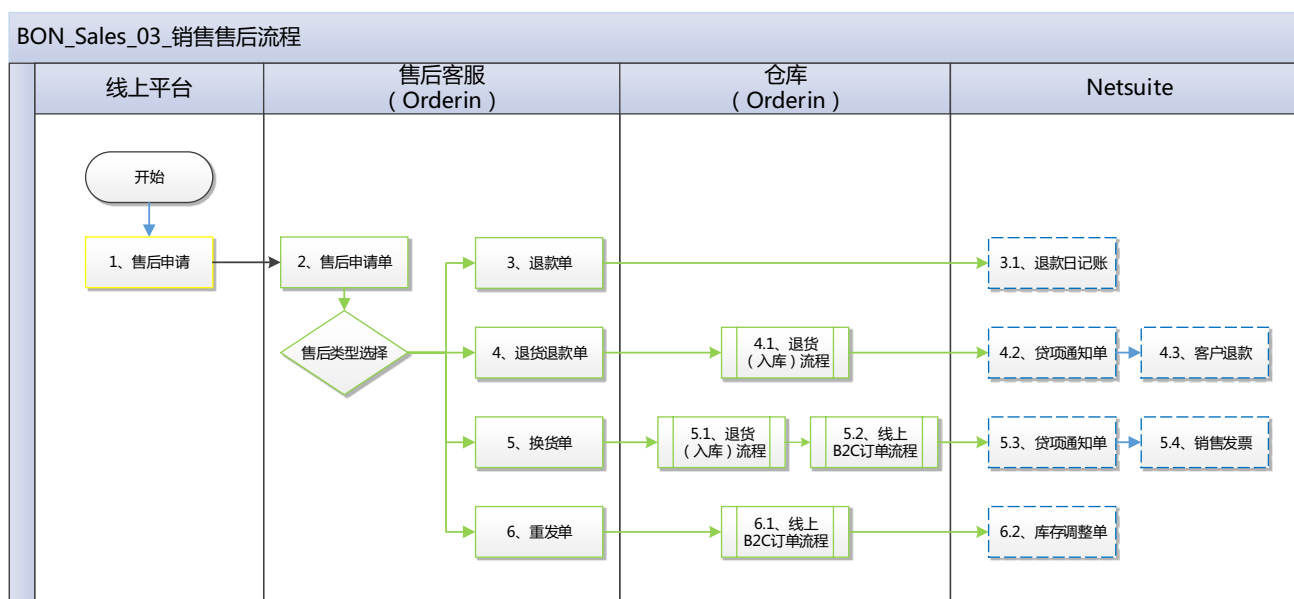 BON_Sales_03_销售售后流程
线上平台
售后客服
（Orderin）
仓库
（Orderin）
Netsuite
开始
1、售后申请
2、售后申请单
3、退款单
3.1、退款日记账
售后类型选择
4、退货退款单
4.1、退货
（入库）流程
4.2、贷项通知单
4.3、客户退款
5、换货单
5.1、退货
（入库）流程
5.2、线上
B2C订单流程
5.3、贷项通知单
5.4、销售发票
6、重发单
6.1、线上
B2C订单流程
6.2、库存调整单